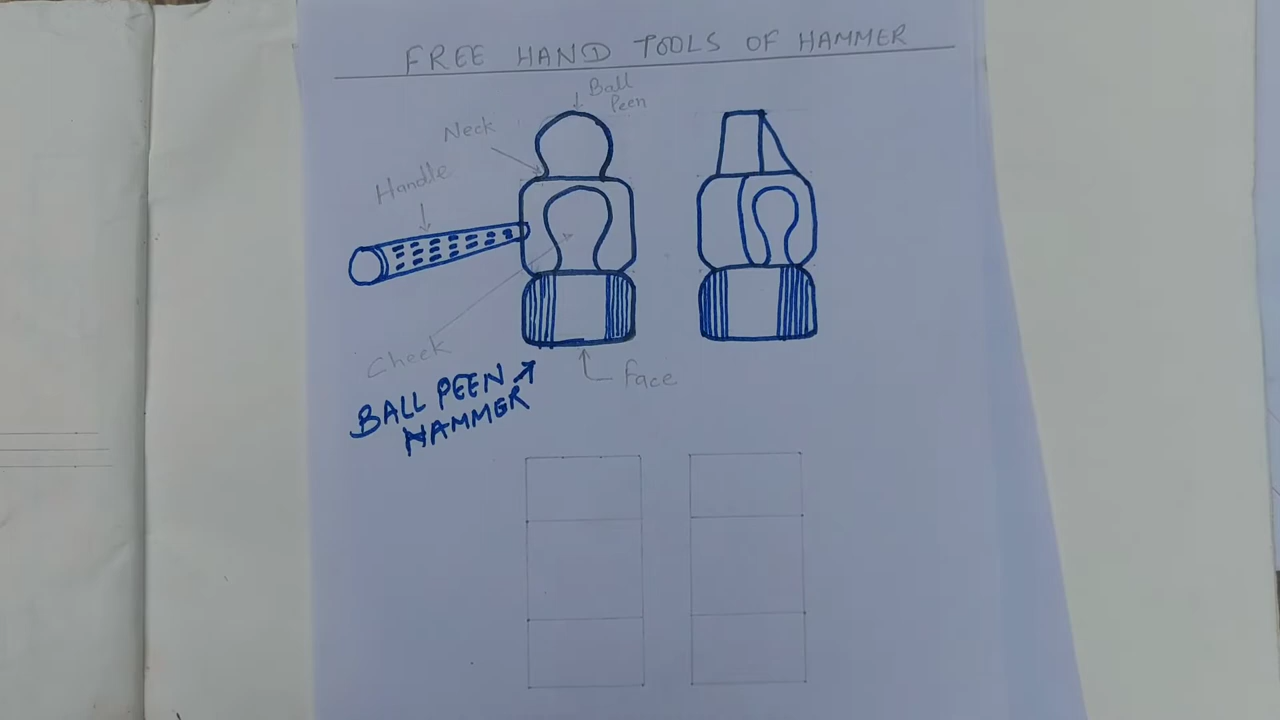 FREE HAND TOOLS OF HAMMER
Ball
Peen
Neck
Handle
Cheek
Face
BALL PEEN
HAMMER